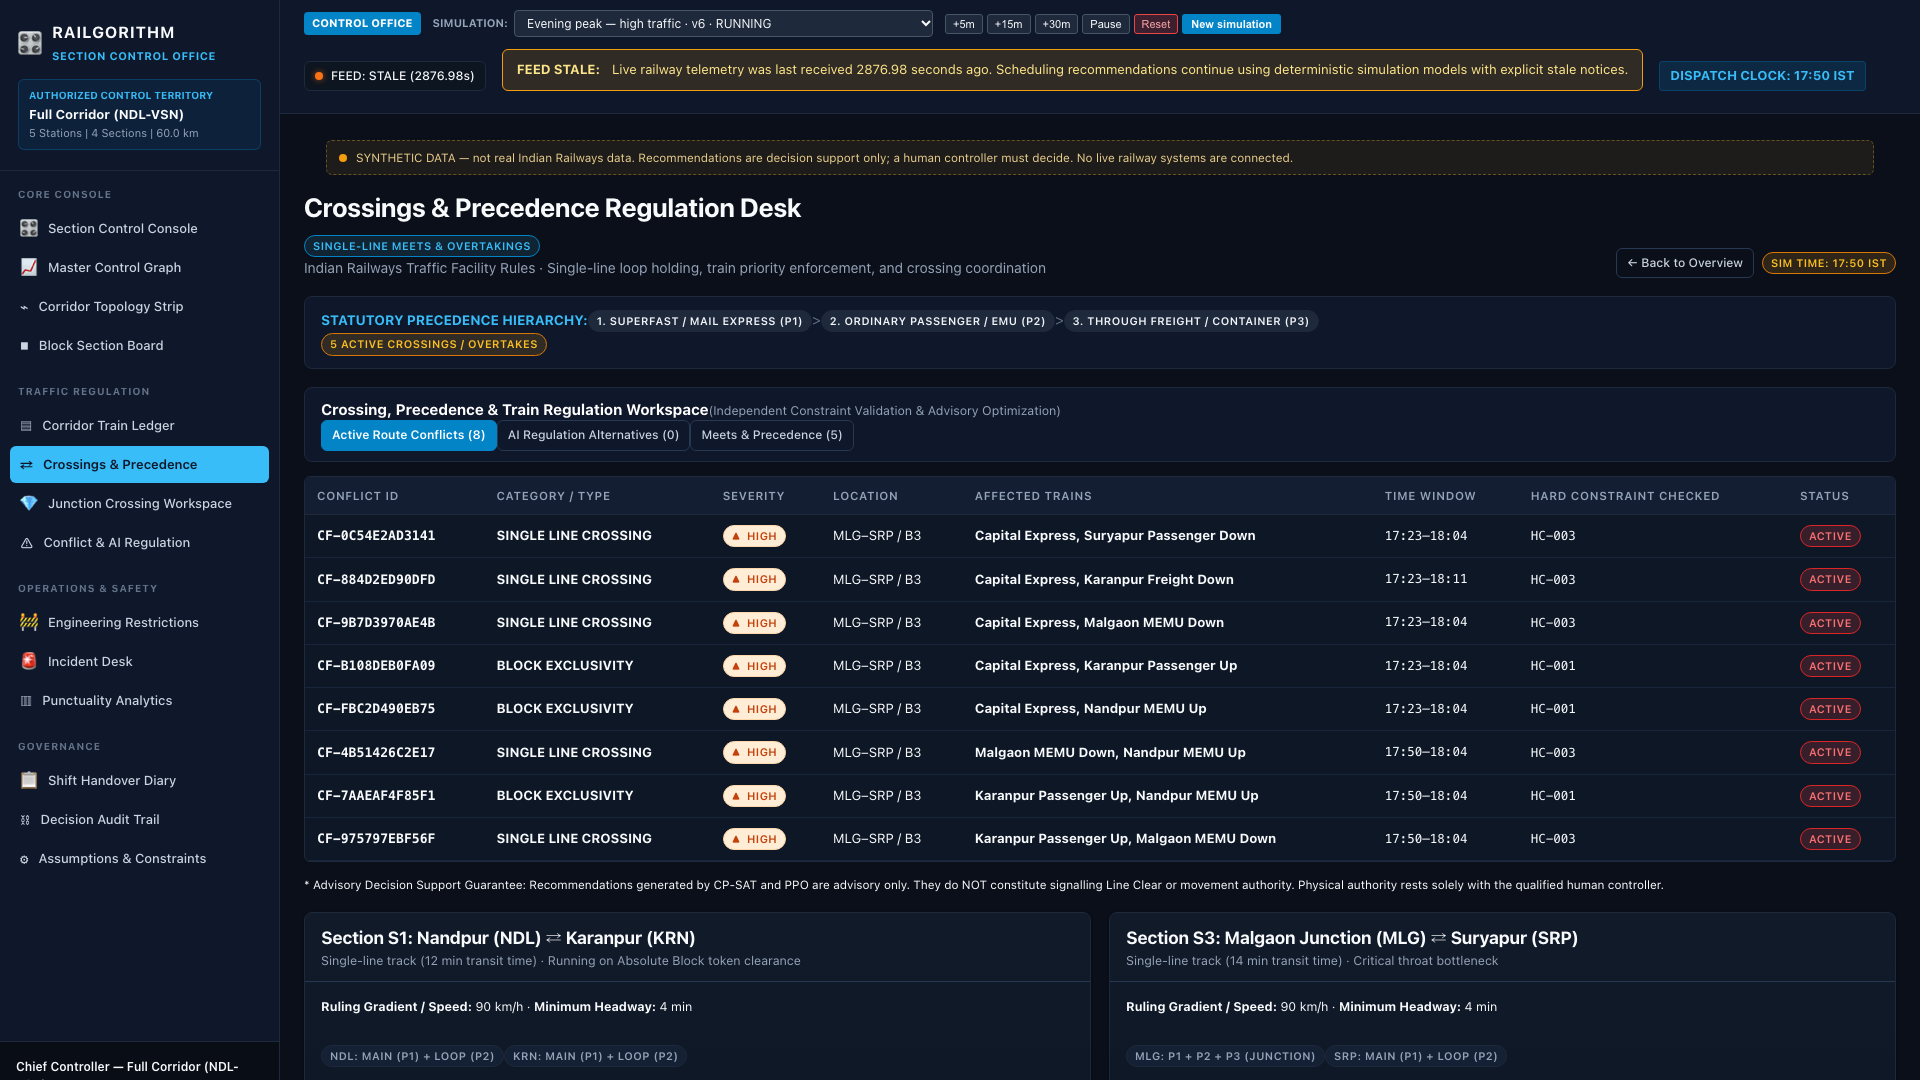 RAILGORITHM
SECTION CONTROL OFFICE
AUTHORIZED CONTROL TERRITORY
Full Corridor (NDL-VSN)
5 Stations | 4 Sections | 60.0 km
CORE CONSOLE
Section Control Console
Master Control Graph
Corridor Topology Strip
Block Section Board
TRAFFIC REGULATION
Corridor Train Ledger
Crossings & Precedence
Junction Crossing Workspace
Conflict & AI Regulation
OPERATIONS & SAFETY
Engineering Restrictions
Incident Desk
Punctuality Analytics
GOVERNANCE
Shift Handover Diary
Decision Audit Trail
Assumptions & Constraints
Chief Controller — Full Corridor (NDL-
CONTROL OFFICE SIMULATION: Evening peak — high traffic · v6 · RUNNING +5m +15m +30m Pause Reset New simulation
FEED: STALE (2876.98s) FEED STALE: Live railway telemetry was last received 2876.98 seconds ago. Scheduling recommendations continue using deterministic simulation models with explicit stale notices. DISPATCH CLOCK: 17:50 IST
SYNTHETIC DATA — not real Indian Railways data. Recommendations are decision support only; a human controller must decide. No live railway systems are connected.
Crossings & Precedence Regulation Desk
SINGLE-LINE MEETS & OVERTAKINGS
Indian Railways Traffic Facility Rules · Single-line loop holding, train priority enforcement, and crossing coordination
← Back to Overview SIM TIME: 17:50 IST
STATUTORY PRECEDENCE HIERARCHY: 1. SUPERFAST / MAIL EXPRESS (P1) > 2. ORDINARY PASSENGER / EMU (P2) > 3. THROUGH FREIGHT / CONTAINER (P3)
5 ACTIVE CROSSINGS / OVERTAKES
Crossing, Precedence & Train Regulation Workspace(Independent Constraint Validation & Advisory Optimization)
Active Route Conflicts (8) AI Regulation Alternatives (0) Meets & Precedence (5)
CONFLICT ID CATEGORY / TYPE SEVERITY LOCATION AFFECTED TRAINS TIME WINDOW HARD CONSTRAINT CHECKED STATUS
CF–0C54E2AD3141 SINGLE LINE CROSSING ▲ HIGH MLG–SRP / B3 Capital Express, Suryapur Passenger Down 17:23–18:04 HC–003 ACTIVE
CF–884D2ED90DFD SINGLE LINE CROSSING ▲ HIGH MLG–SRP / B3 Capital Express, Karanpur Freight Down 17:23–18:11 HC–003 ACTIVE
CF–9B7D3970AE4B SINGLE LINE CROSSING ▲ HIGH MLG–SRP / B3 Capital Express, Malgaon MEMU Down 17:23–18:04 HC–003 ACTIVE
CF–B108DEB0FA09 BLOCK EXCLUSIVITY ▲ HIGH MLG–SRP / B3 Capital Express, Karanpur Passenger Up 17:23–18:04 HC–001 ACTIVE
CF–FBC2D490EB75 BLOCK EXCLUSIVITY ▲ HIGH MLG–SRP / B3 Capital Express, Nandpur MEMU Up 17:23–18:04 HC–001 ACTIVE
CF–4B51426C2E17 SINGLE LINE CROSSING ▲ HIGH MLG–SRP / B3 Malgaon MEMU Down, Nandpur MEMU Up 17:50–18:04 HC–003 ACTIVE
CF–7AAEAF4F85F1 BLOCK EXCLUSIVITY ▲ HIGH MLG–SRP / B3 Karanpur Passenger Up, Nandpur MEMU Up 17:50–18:04 HC–001 ACTIVE
CF–975797EBF56F SINGLE LINE CROSSING ▲ HIGH MLG–SRP / B3 Karanpur Passenger Up, Malgaon MEMU Down 17:50–18:04 HC–003 ACTIVE
* Advisory Decision Support Guarantee: Recommendations generated by CP-SAT and PPO are advisory only. They do NOT constitute signalling Line Clear or movement authority. Physical authority rests solely with the qualified human controller.
Section S1: Nandpur (NDL) ⇄ Karanpur (KRN)
Single-line track (12 min transit time) · Running on Absolute Block token clearance
Ruling Gradient / Speed: 90 km/h · Minimum Headway: 4 min
NDL: MAIN (P1) + LOOP (P2) KRN: MAIN (P1) + LOOP (P2)
Section S3: Malgaon Junction (MLG) ⇄ Suryapur (SRP)
Single-line track (14 min transit time) · Critical throat bottleneck
Ruling Gradient / Speed: 90 km/h · Minimum Headway: 4 min
MLG: P1 + P2 + P3 (JUNCTION) SRP: MAIN (P1) + LOOP (P2)